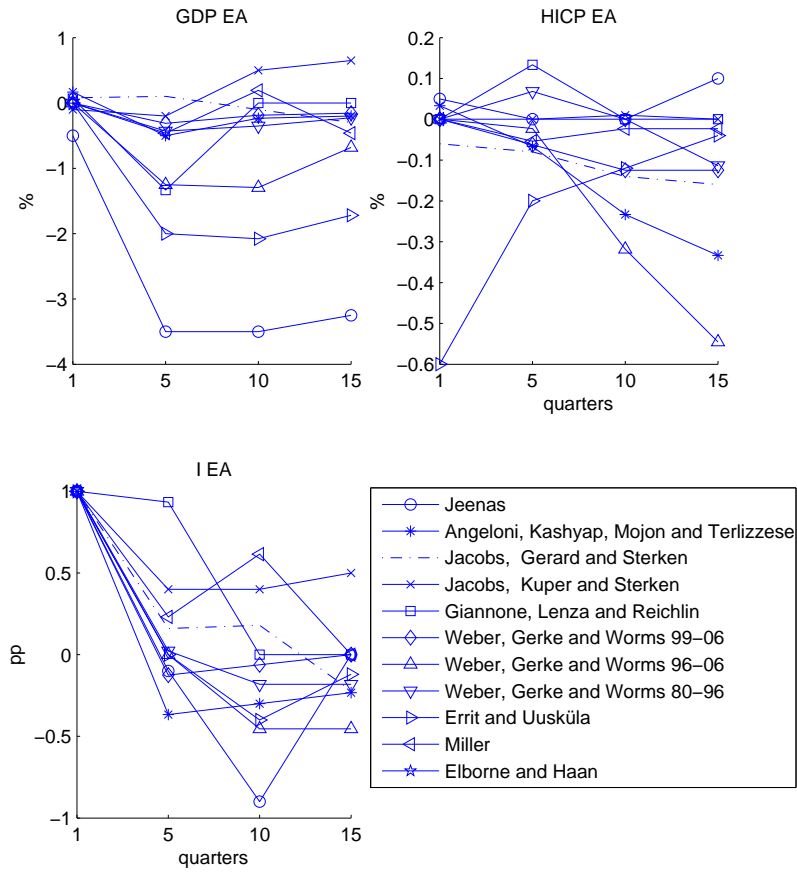 GDP EA
1
0
−1
−2
−3
−4
%
1 5 10 15
HICP EA
0.2
0.1
0
−0.1
−0.2
−0.3
−0.4
−0.5
−0.6
%
1 5 10 15
quarters
I EA
1
0.5
0
−0.5
−1
pp
1 5 10 15
quarters
Jeenas
Angeloni, Kashyap, Mojon and Terlizzese
Jacobs, Gerard and Sterken
Jacobs, Kuper and Sterken
Giannone, Lenza and Reichlin
Weber, Gerke and Worms 99−06
Weber, Gerke and Worms 96−06
Weber, Gerke and Worms 80−96
Errit and Uusküla
Miller
Elborne and Haan